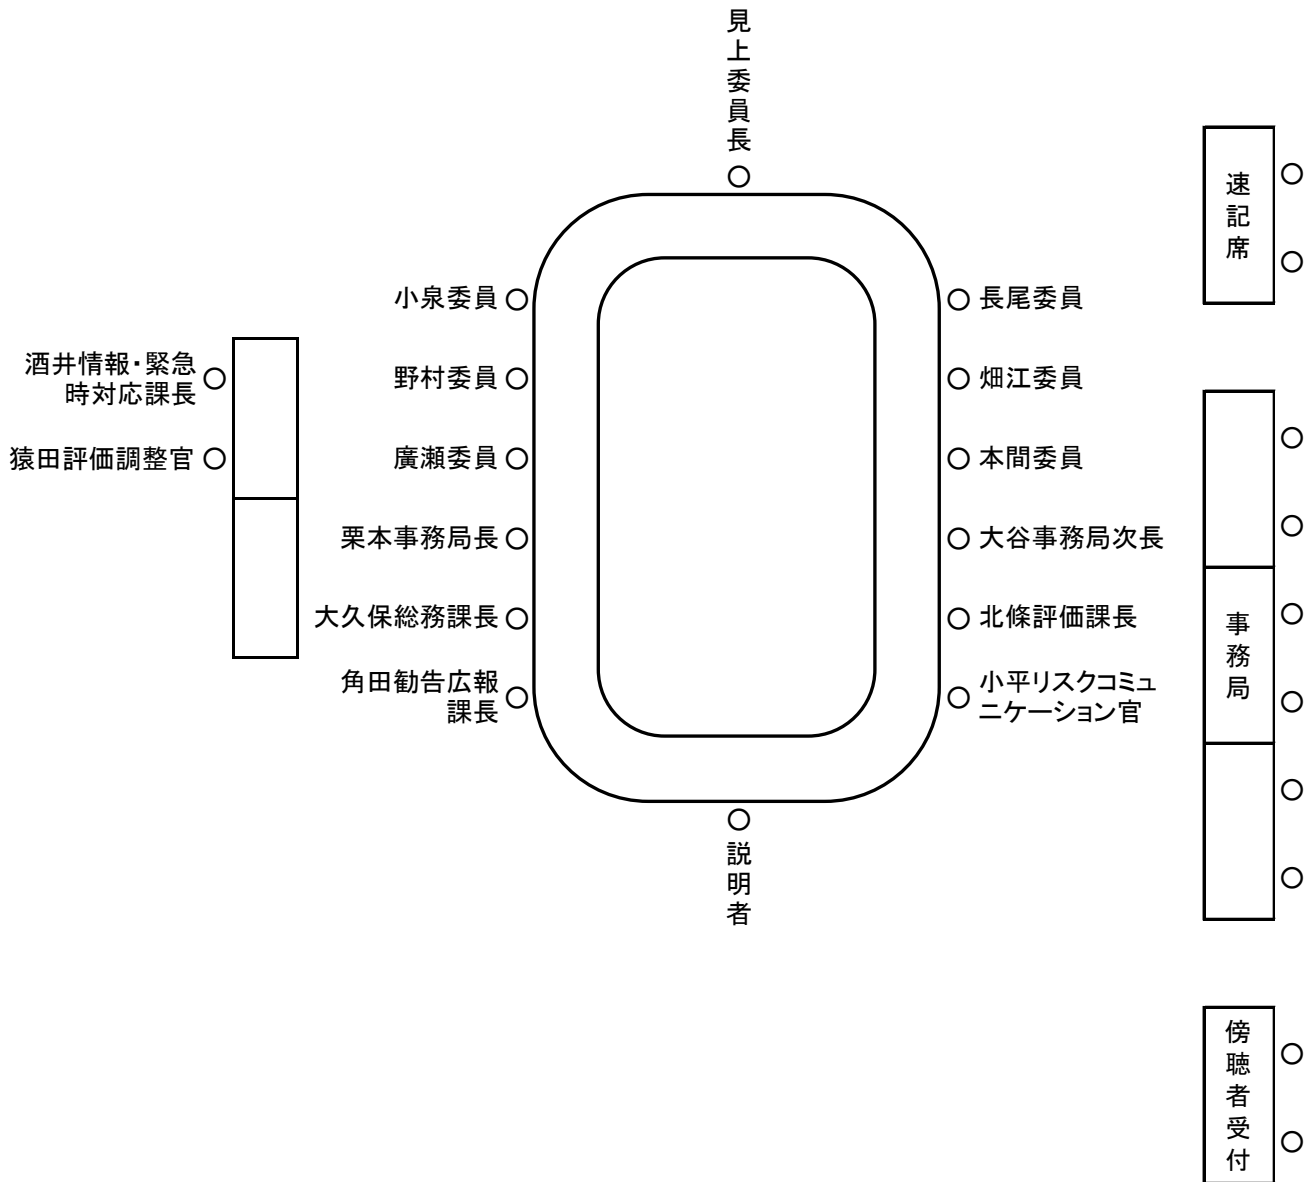 見上委員長
速記席
小泉委員
長尾委員
酒井情報・緊急
時対応課長
野村委員
畑江委員
猿田評価調整官
廣瀬委員
本間委員
栗本事務局長
大谷事務局次長
大久保総務課長
北條評価課長
事務局
角田勧告広報
課長
小平リスクコミュ
ニケーション官
説明者
傍聴者受付